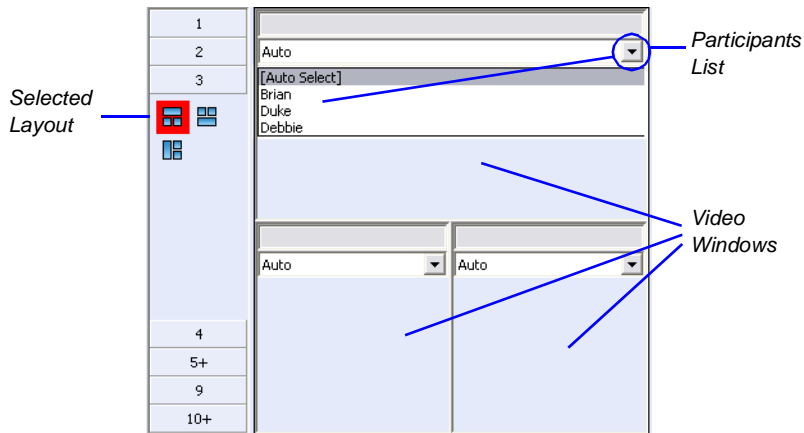 1
2
3
Selected
Layout
4
5+
9
10+
Auto
[Auto Select]
Brian
Duke
Debbie
Participants
List
Auto
Auto
Video
Windows